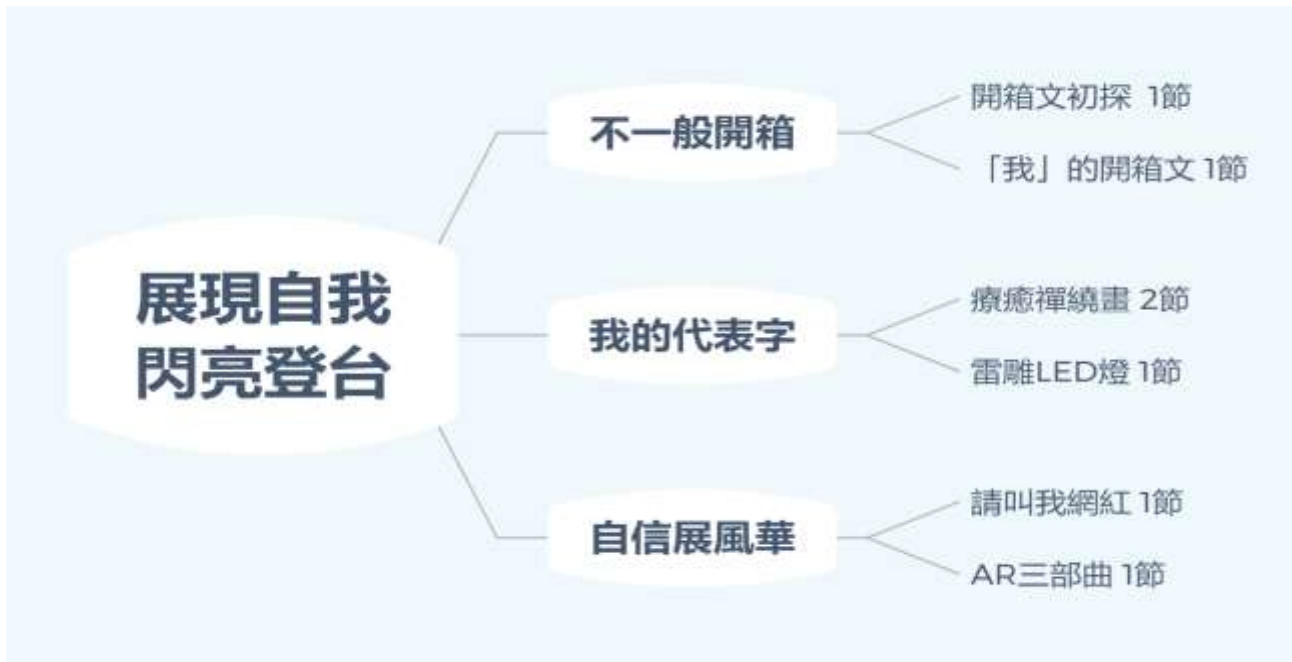 展現自我
閃亮登台
不一般開箱
開箱文初探 1節
「我」的開箱文 1節
我的代表字
療癒禪繞畫 2節
雷雕LED燈 1節
自信展風華
請叫我網紅 1節
AR三部曲 1節